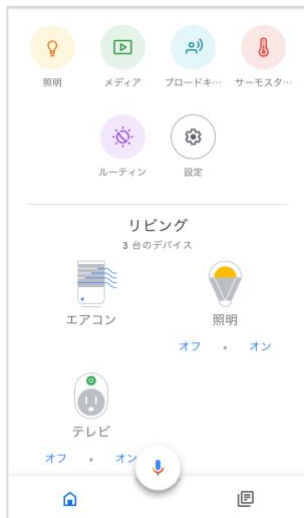 照明 メディア ブロードキ… サーモスタ…
ルーティン 設定
リビング
3 台のデバイス
エアコン 照明
オフ • オン
テレビ
オフ • オン